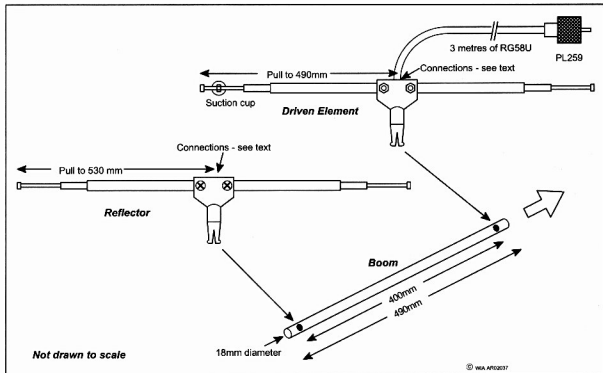 3 metres of RG58U
PL259
Pull to 490mm
Connections - see text
Suction cup
Driven Element
Connections - see text
Pull to 530 mm
Reflector
Boom
400mm
490mm
18mm diameter
Not drawn to scale
© WIA AR02037